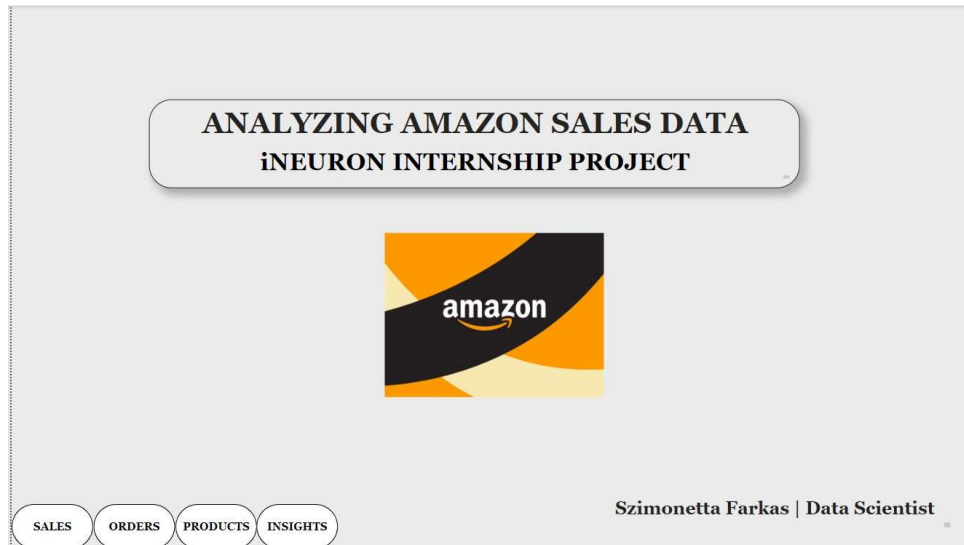 ANALYZING AMAZON SALES DATA
iNEURON INTERNSHIP PROJECT
amazon
Szimonetta Farkas | Data Scientist
SALES
ORDERS
PRODUCTS
INSIGHTS